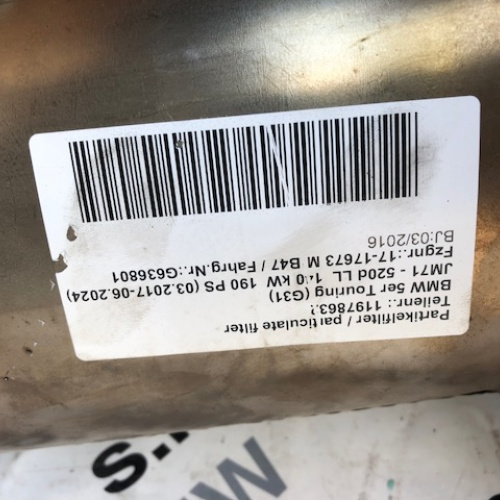 Partikelfilter / particulate filter
Teilenr.: 1197863.
BMW 5er Touring (G31)
JM71 - 520d LL 140 kW 190 PS (03.2017-06.2024)
Fzgnr.:17-17673 M B47 / Fahrg.Nr.:G636801
BJ:03/2016